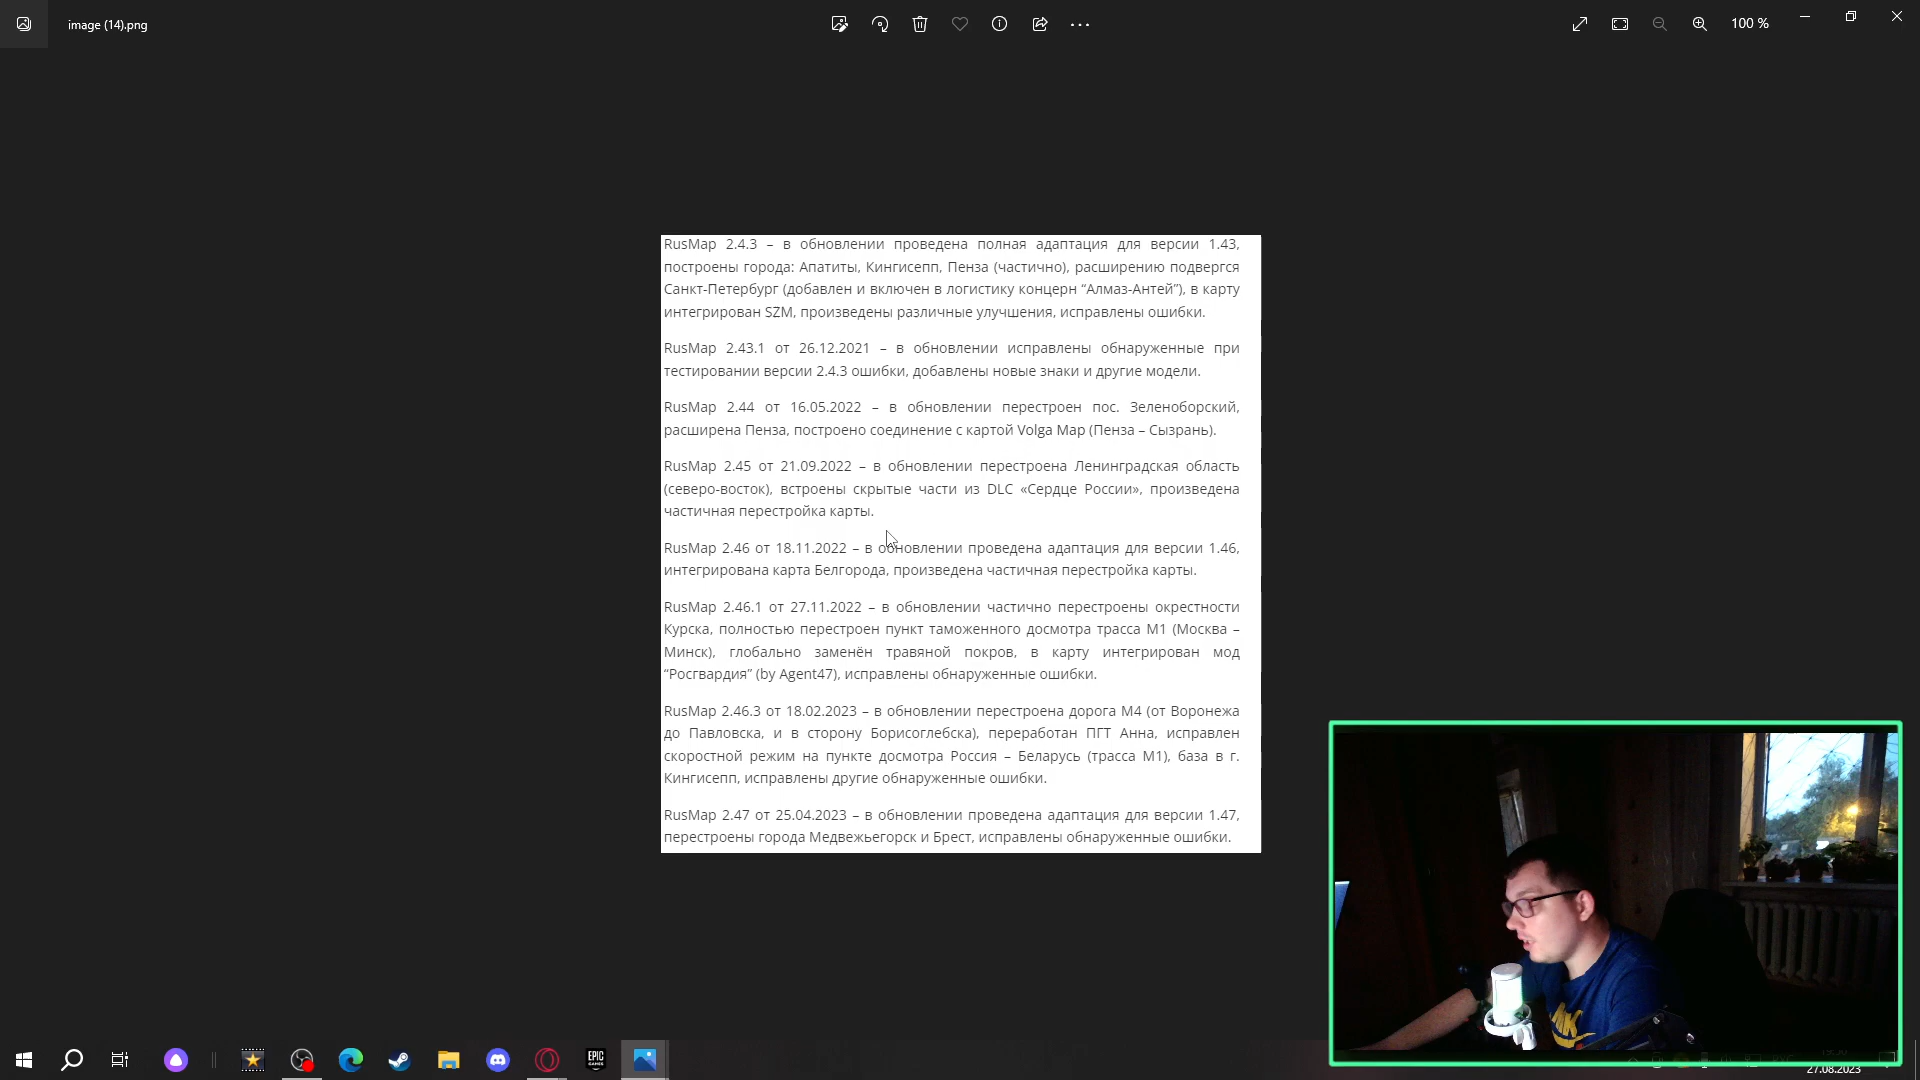 image (14).png
100 %
RusMap 2.4.3 – в обновлении проведена полная адаптация для версии 1.43,
построены города: Апатиты, Кингисепп, Пенза (частично), расширению подвергся
Санкт-Петербург (добавлен и включен в логистику концерн “Алмаз-Антей”), в карту
интегрирован SZM, произведены различные улучшения, исправлены ошибки.
RusMap 2.43.1 от 26.12.2021 – в обновлении исправлены обнаруженные при
тестировании версии 2.4.3 ошибки, добавлены новые знаки и другие модели.
RusMap 2.44 от 16.05.2022 – в обновлении перестроен пос. Зеленоборский,
расширена Пенза, построено соединение с картой Volga Map (Пенза – Сызрань).
RusMap 2.45 от 21.09.2022 – в обновлении перестроена Ленинградская область
(северо-восток), встроены скрытые части из DLC «Сердце России», произведена
частичная перестройка карты.
RusMap 2.46 от 18.11.2022 – в обновлении проведена адаптация для версии 1.46,
интегрирована карта Белгорода, произведена частичная перестройка карты.
RusMap 2.46.1 от 27.11.2022 – в обновлении частично перестроены окрестности
Курска, полностью перестроен пункт таможенного досмотра трасса М1 (Москва –
Минск), глобально заменён травяной покров, в карту интегрирован мод
“Росгвардия” (by Agent47), исправлены обнаруженные ошибки.
RusMap 2.46.3 от 18.02.2023 – в обновлении перестроена дорога М4 (от Воронежа
до Павловска, и в сторону Борисоглебска), переработан ПГТ Анна, исправлен
скоростной режим на пункте досмотра Россия – Беларусь (трасса М1), база в г.
Кингисепп, исправлены другие обнаруженные ошибки.
RusMap 2.47 от 25.04.2023 – в обновлении проведена адаптация для версии 1.47,
перестроены города Медвежьегорск и Брест, исправлены обнаруженные ошибки.
EPIC
GAMES
27.08.2023